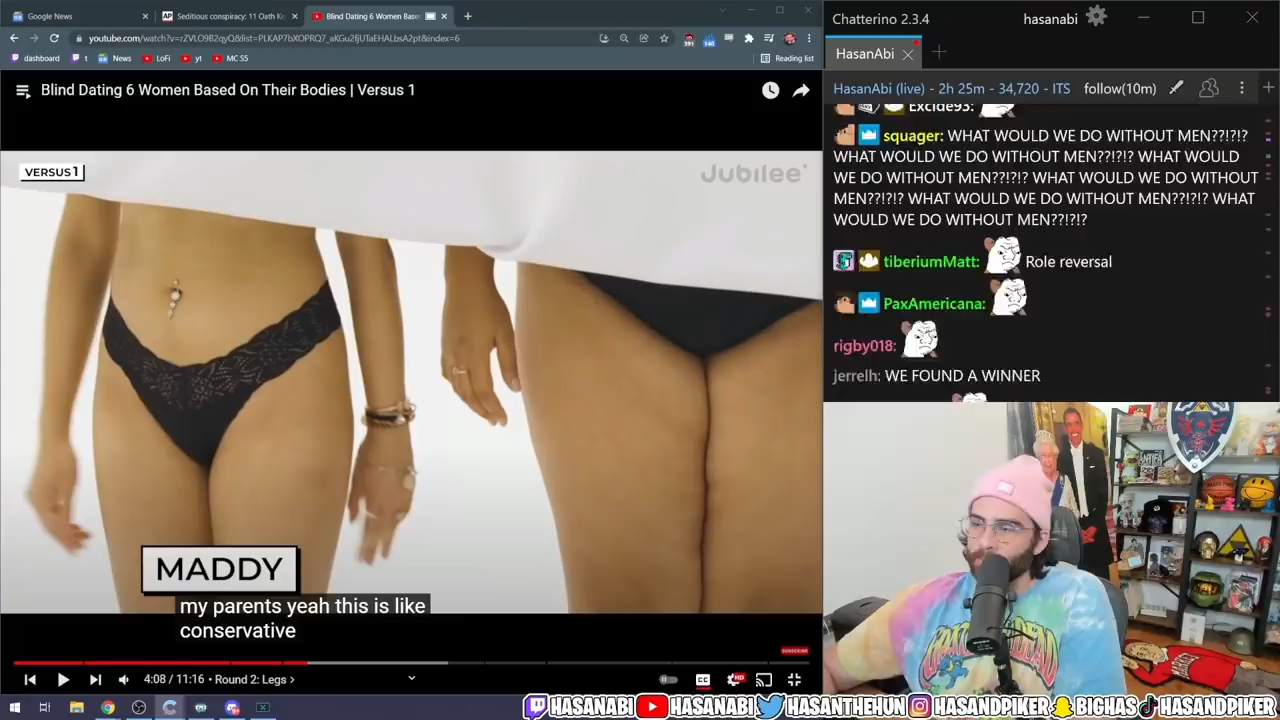 Google News
Seditious conspiracy: 11 Oath Ke
Blind Dating 6 Women Base
youtube.com/watch?v=rZVLO9B2qyQ&list=PLKAP7bXOPRQ7_aKGu2fjUTaEHALbsA2pt&index=6
dashboard
t
News
LoFi
yt
MC SS
Reading list
Blind Dating 6 Women Based On Their Bodies | Versus 1
VERSUS 1
Jubilee
MADDY
my parents yeah this is like
conservative
SUBSCRIBE
4:08 / 11:16 • Round 2: Legs
CC
HD
Chatterino 2.3.4
hasanabi
HasanAbi
HasanAbi (live) - 2h 25m - 34,720 - ITS
follow(10m)
Excide93:
squager: WHAT WOULD WE DO WITHOUT MEN??!?!?
WHAT WOULD WE DO WITHOUT MEN??!?!? WHAT WOULD
WE DO WITHOUT MEN??!?!? WHAT WOULD WE DO WITHOUT
MEN??!?!? WHAT WOULD WE DO WITHOUT MEN??!?!? WHAT
WOULD WE DO WITHOUT MEN??!?!?
tiberiumMatt: Role reversal
PaxAmericana:
rigby018:
jerrelh: WE FOUND A WINNER
HASANABI
HASANABI
HASANTHEHUN
HASANDPIKER
BIGHAS
HASANDPIKER